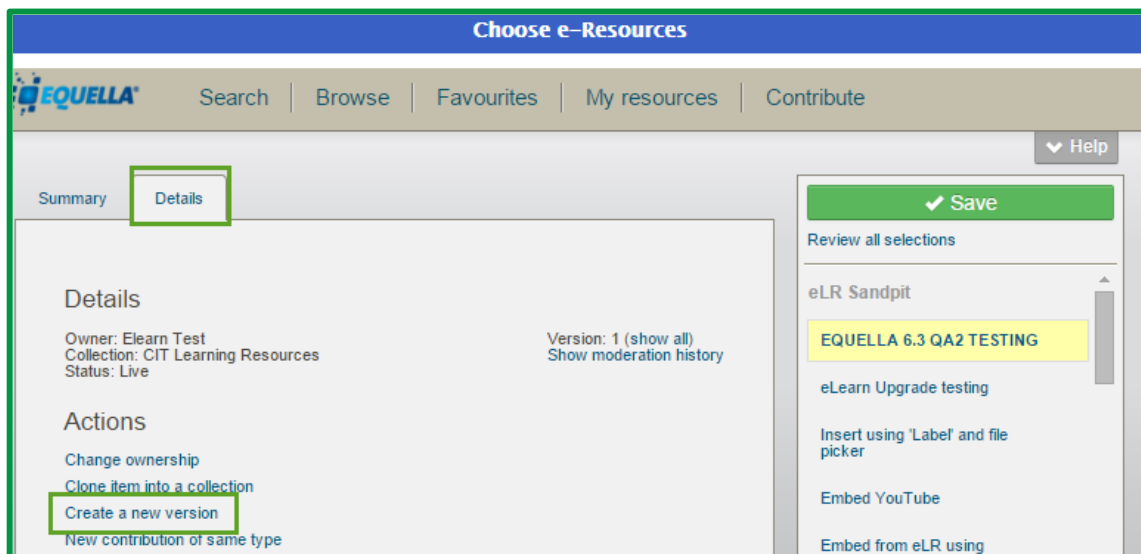 Choose e-Resources
EQUELLA
Search
Browse
Favourites
My resources
Contribute
Help
Summary
Details
Details
Owner: Elearn Test
Collection: CIT Learning Resources
Status: Live
Version: 1 (show all)
Show moderation history
Actions
Change ownership
Clone item into a collection
Create a new version
New contribution of same type
Save
Review all selections
eLR Sandpit
EQUELLA 6.3 QA2 TESTING
eLearn Upgrade testing
Insert using 'Label' and file
picker
Embed YouTube
Embed from eLR using